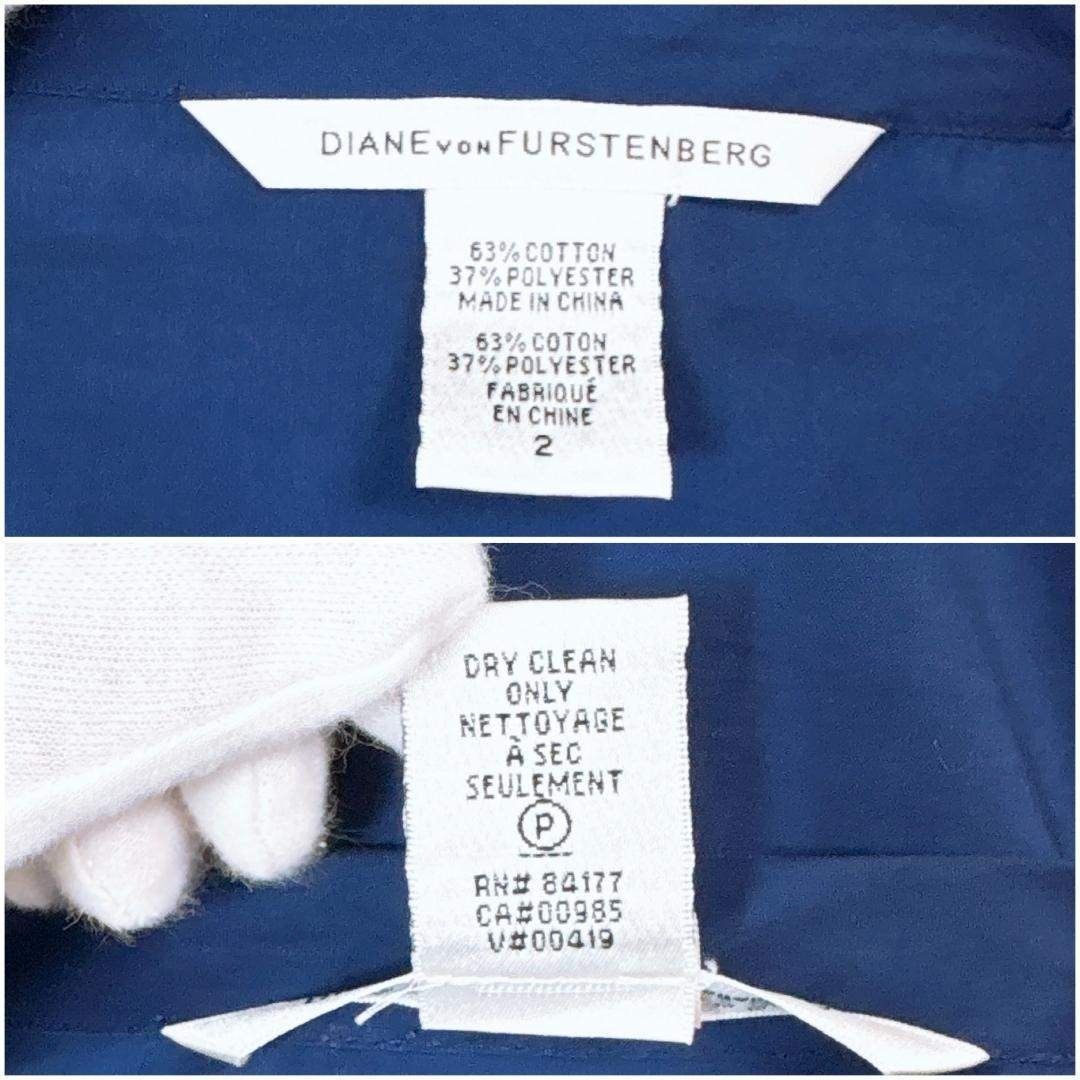 DIANE VON FURSTENBERG
63% COTTON
37% POLYESTER
MADE IN CHINA
63% COTON
37% POLYESTER
FABRIQUÉ
EN CHINE
2
DRY CLEAN
ONLY
NETTOYAGE
À SEC
SEULEMENT
P
RN# 84177
CA#00985
V#00419